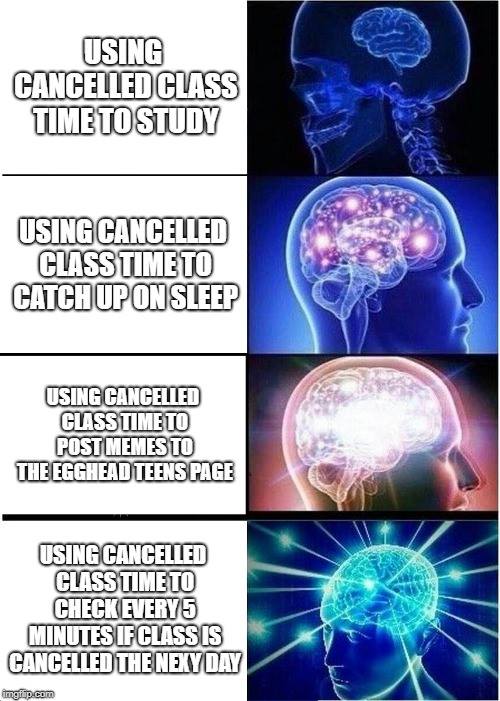 USING
CANCELLED CLASS
TIME TO STUDY
USING CANCELLED
CLASS TIME TO
CATCH UP ON SLEEP
USING CANCELLED
CLASS TIME TO
POST MEMES TO
THE EGGHEAD TEENS PAGE
USING CANCELLED
CLASS TIME TO
CHECK EVERY 5
MINUTES IF CLASS IS
CANCELLED THE NEXY DAY
imgflip.com